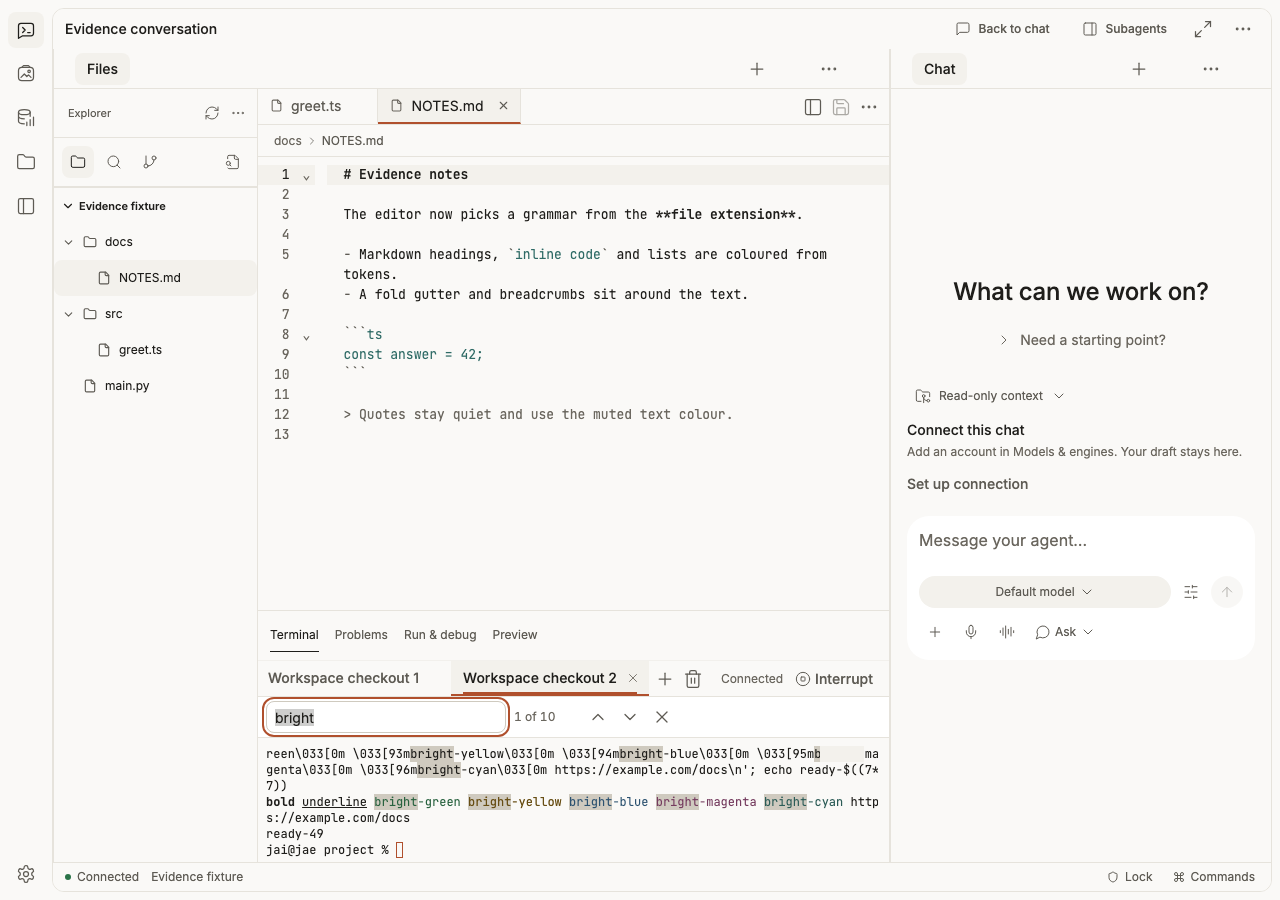 Evidence conversation
Back to chat
Subagents
Files
Chat
Explorer
greet.ts
NOTES.md
docs > NOTES.md
Evidence fixture
docs
NOTES.md
src
greet.ts
main.py
1 # Evidence notes
2
3 The editor now picks a grammar from the **file extension**.
4
5 - Markdown headings, `inline code` and lists are coloured from
tokens.
6 - A fold gutter and breadcrumbs sit around the text.
7
8 ```ts
9 const answer = 42;
10 ```
11
12 > Quotes stay quiet and use the muted text colour.
13
Terminal
Problems
Run & debug
Preview
Workspace checkout 1
Workspace checkout 2
Connected
Interrupt
bright
1 of 10
reen\033[0m \033[93mbright-yellow\033[0m \033[94mbright-blue\033[0m \033[95mb ma
genta\033[0m \033[96mbright-cyan\033[0m https://example.com/docs\n'; echo ready-$((7*
7))
bold underline bright-green bright-yellow bright-blue bright-magenta bright-cyan http
s://example.com/docs
ready-49
jai@jae project %
What can we work on?
Need a starting point?
Read-only context
Connect this chat
Add an account in Models & engines. Your draft stays here.
Set up connection
Message your agent...
Default model
Ask
Connected
Evidence fixture
Lock
⌘ Commands